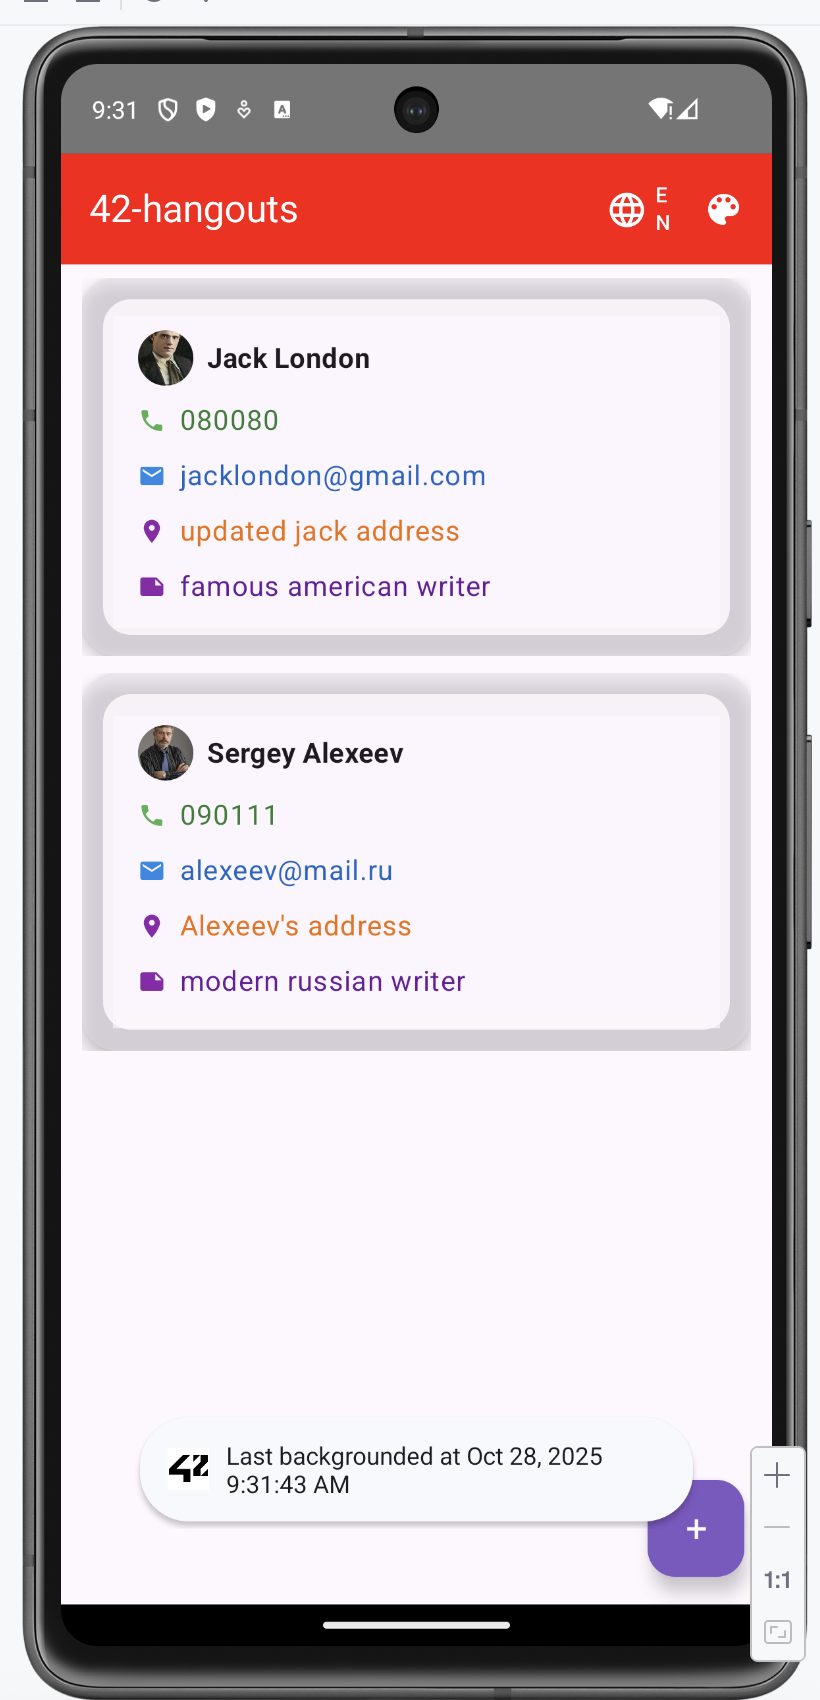 9:31
42-hangouts
E
N
Jack London
080080
jacklondon@gmail.com
updated jack address
famous american writer
Sergey Alexeev
090111
alexeev@mail.ru
Alexeev's address
modern russian writer
42
Last backgrounded at Oct 28, 2025
9:31:43 AM
+
1:1